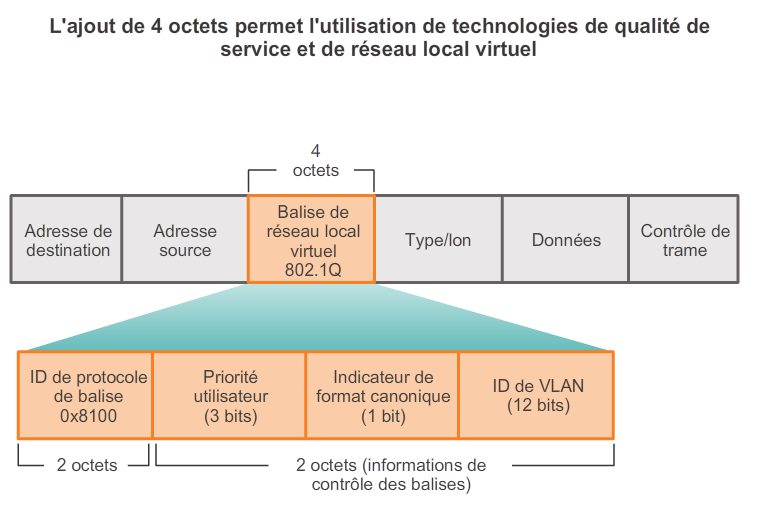 L'ajout de 4 octets permet l'utilisation de technologies de qualité de
service et de réseau local virtuel
4
octets
Adresse de
destination
Adresse
source
Balise de
réseau local
virtuel
802.1Q
Type/lon
Données
Contrôle de
trame
ID de protocole
de balise
0x8100
Priorité
utilisateur
(3 bits)
Indicateur de
format canonique
(1 bit)
ID de VLAN
(12 bits)
2 octets
2 octets (informations de
contrôle des balises)